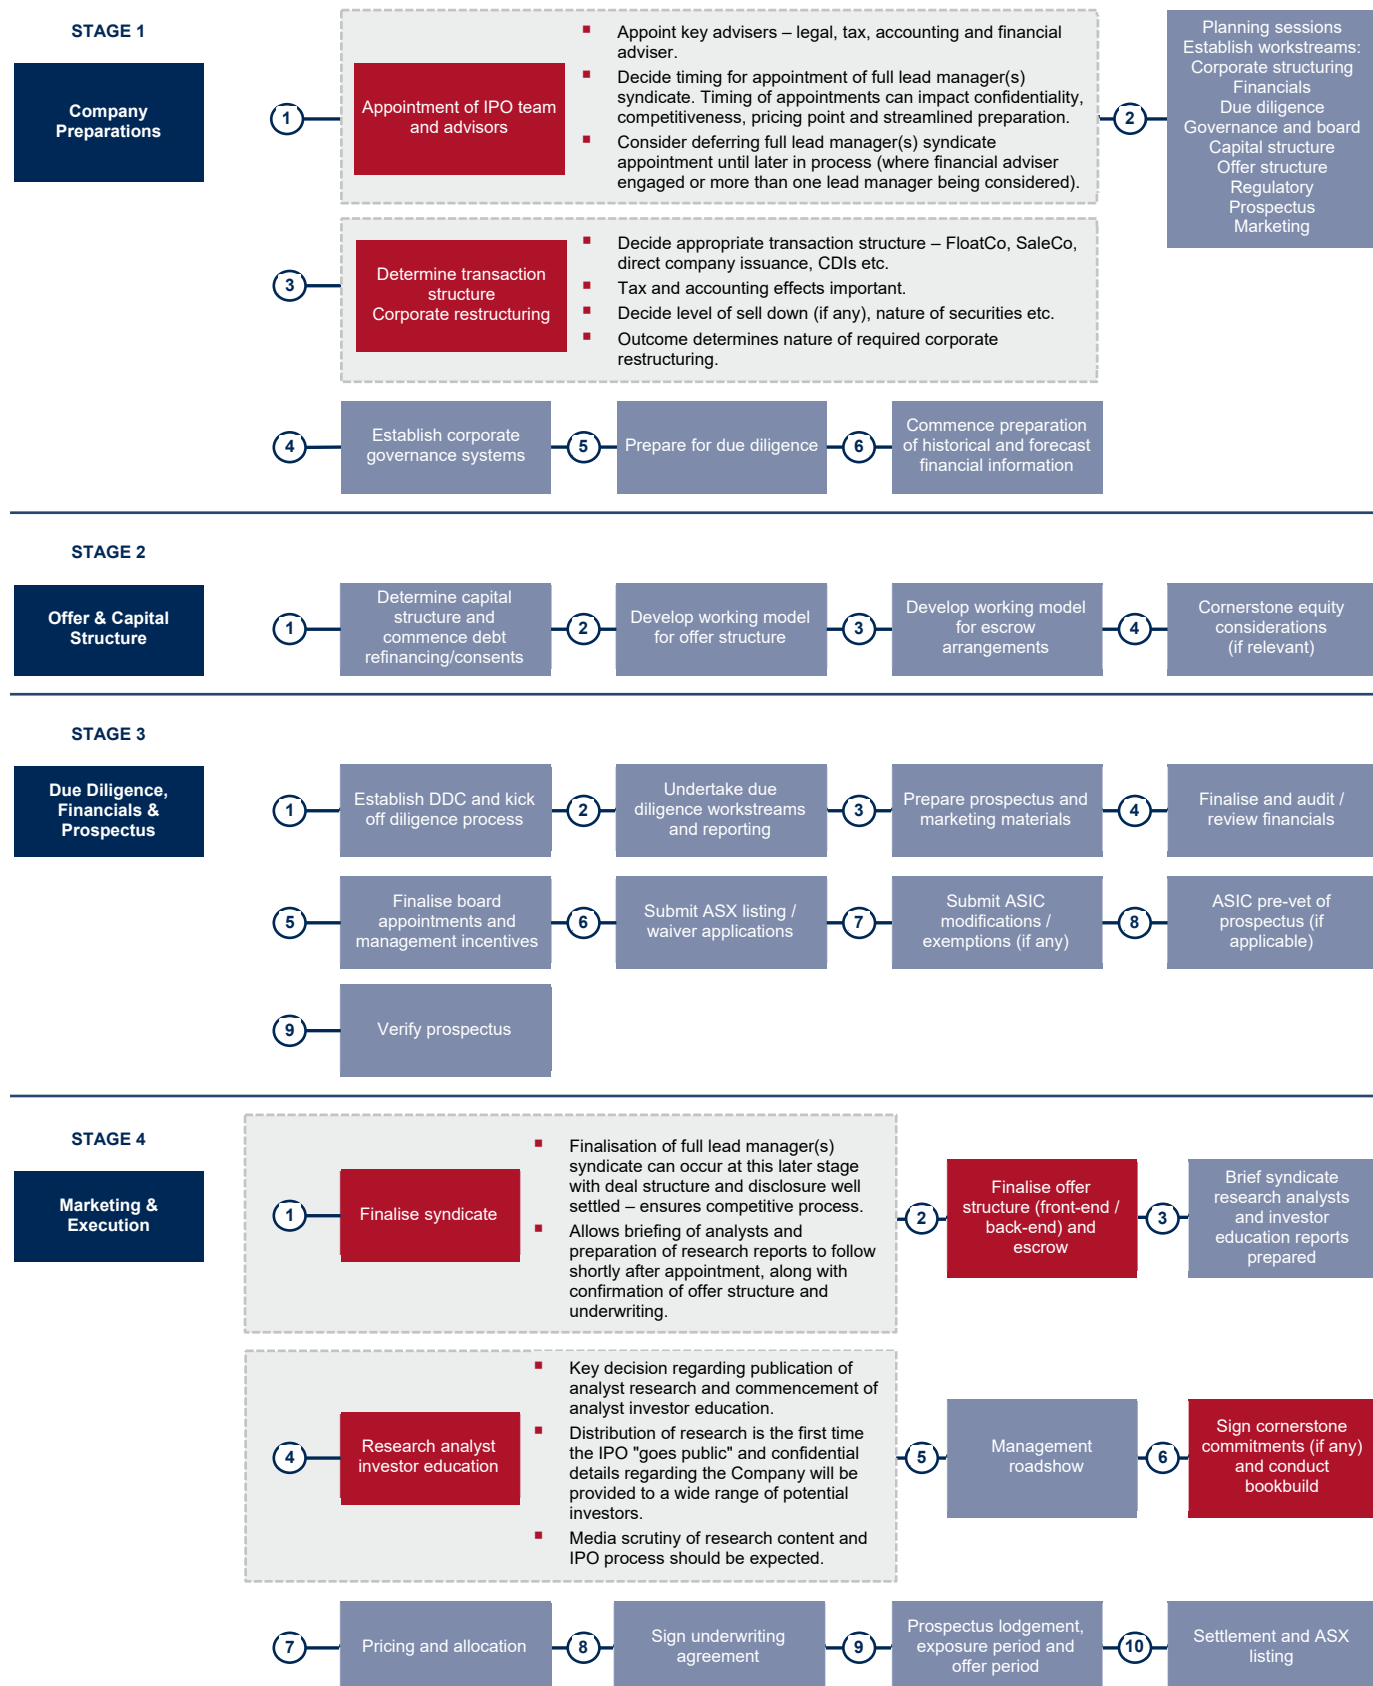 STAGE 1
Company
Preparations
1
Appointment of IPO team
and advisors
Appoint key advisers – legal, tax, accounting and financial
adviser.
Decide timing for appointment of full lead manager(s)
syndicate. Timing of appointments can impact confidentiality,
competitiveness, pricing point and streamlined preparation.
Consider deferring full lead manager(s) syndicate
appointment until later in process (where financial adviser
engaged or more than one lead manager being considered).
2
Planning sessions
Establish workstreams:
Corporate structuring
Financials
Due diligence
Governance and board
Capital structure
Offer structure
Regulatory
Prospectus
Marketing
3
Determine transaction
structure
Corporate restructuring
Decide appropriate transaction structure – FloatCo, SaleCo,
direct company issuance, CDIs etc.
Tax and accounting effects important.
Decide level of sell down (if any), nature of securities etc.
Outcome determines nature of required corporate
restructuring.
4
Establish corporate
governance systems
5
Prepare for due diligence
6
Commence preparation
of historical and forecast
financial information
STAGE 2
Offer & Capital
Structure
1
Determine capital
structure and
commence debt
refinancing/consents
2
Develop working model
for offer structure
3
Develop working model
for escrow
arrangements
4
Cornerstone equity
considerations
(if relevant)
STAGE 3
Due Diligence,
Financials &
Prospectus
1
Establish DDC and kick
off diligence process
2
Undertake due
diligence workstreams
and reporting
3
Prepare prospectus and
marketing materials
4
Finalise and audit /
review financials
5
Finalise board
appointments and
management incentives
6
Submit ASX listing /
waiver applications
7
Submit ASIC
modifications /
exemptions (if any)
8
ASIC pre-vet of
prospectus (if
applicable)
9
Verify prospectus
STAGE 4
Marketing &
Execution
1
Finalise syndicate
Finalisation of full lead manager(s)
syndicate can occur at this later stage
with deal structure and disclosure well
settled – ensures competitive process.
Allows briefing of analysts and
preparation of research reports to follow
shortly after appointment, along with
confirmation of offer structure and
underwriting.
2
Finalise offer
structure (front-end /
back-end) and
escrow
3
Brief syndicate
research analysts
and investor
education reports
prepared
4
Research analyst
investor education
Key decision regarding publication of
analyst research and commencement of
analyst investor education.
Distribution of research is the first time
the IPO "goes public" and confidential
details regarding the Company will be
provided to a wide range of potential
investors.
Media scrutiny of research content and
IPO process should be expected.
5
Management
roadshow
6
Sign cornerstone
commitments (if any)
and conduct
bookbuild
7
Pricing and allocation
8
Sign underwriting
agreement
9
Prospectus lodgement,
exposure period and
offer period
10
Settlement and ASX
listing